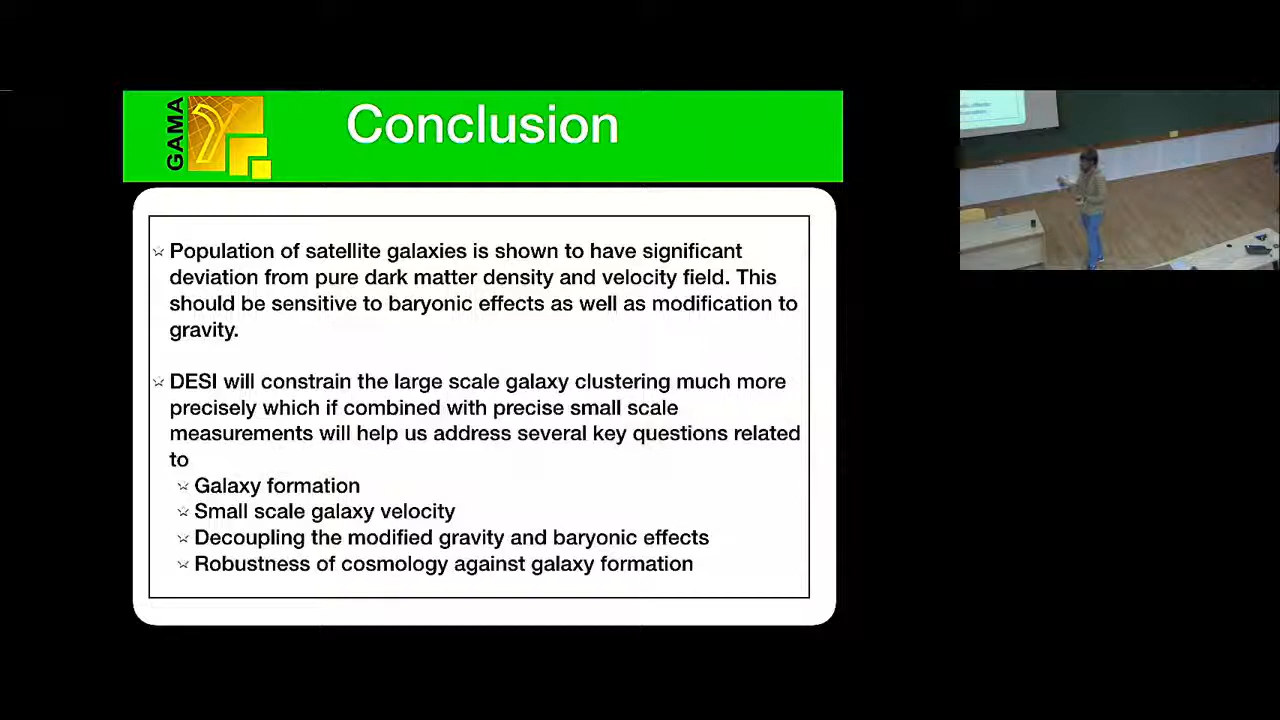 GAMA
Conclusion
Population of satellite galaxies is shown to have significant
deviation from pure dark matter density and velocity field. This
should be sensitive to baryonic effects as well as modification to
gravity.
DESI will constrain the large scale galaxy clustering much more
precisely which if combined with precise small scale
measurements will help us address several key questions related
to
Galaxy formation
Small scale galaxy velocity
Decoupling the modified gravity and baryonic effects
Robustness of cosmology against galaxy formation